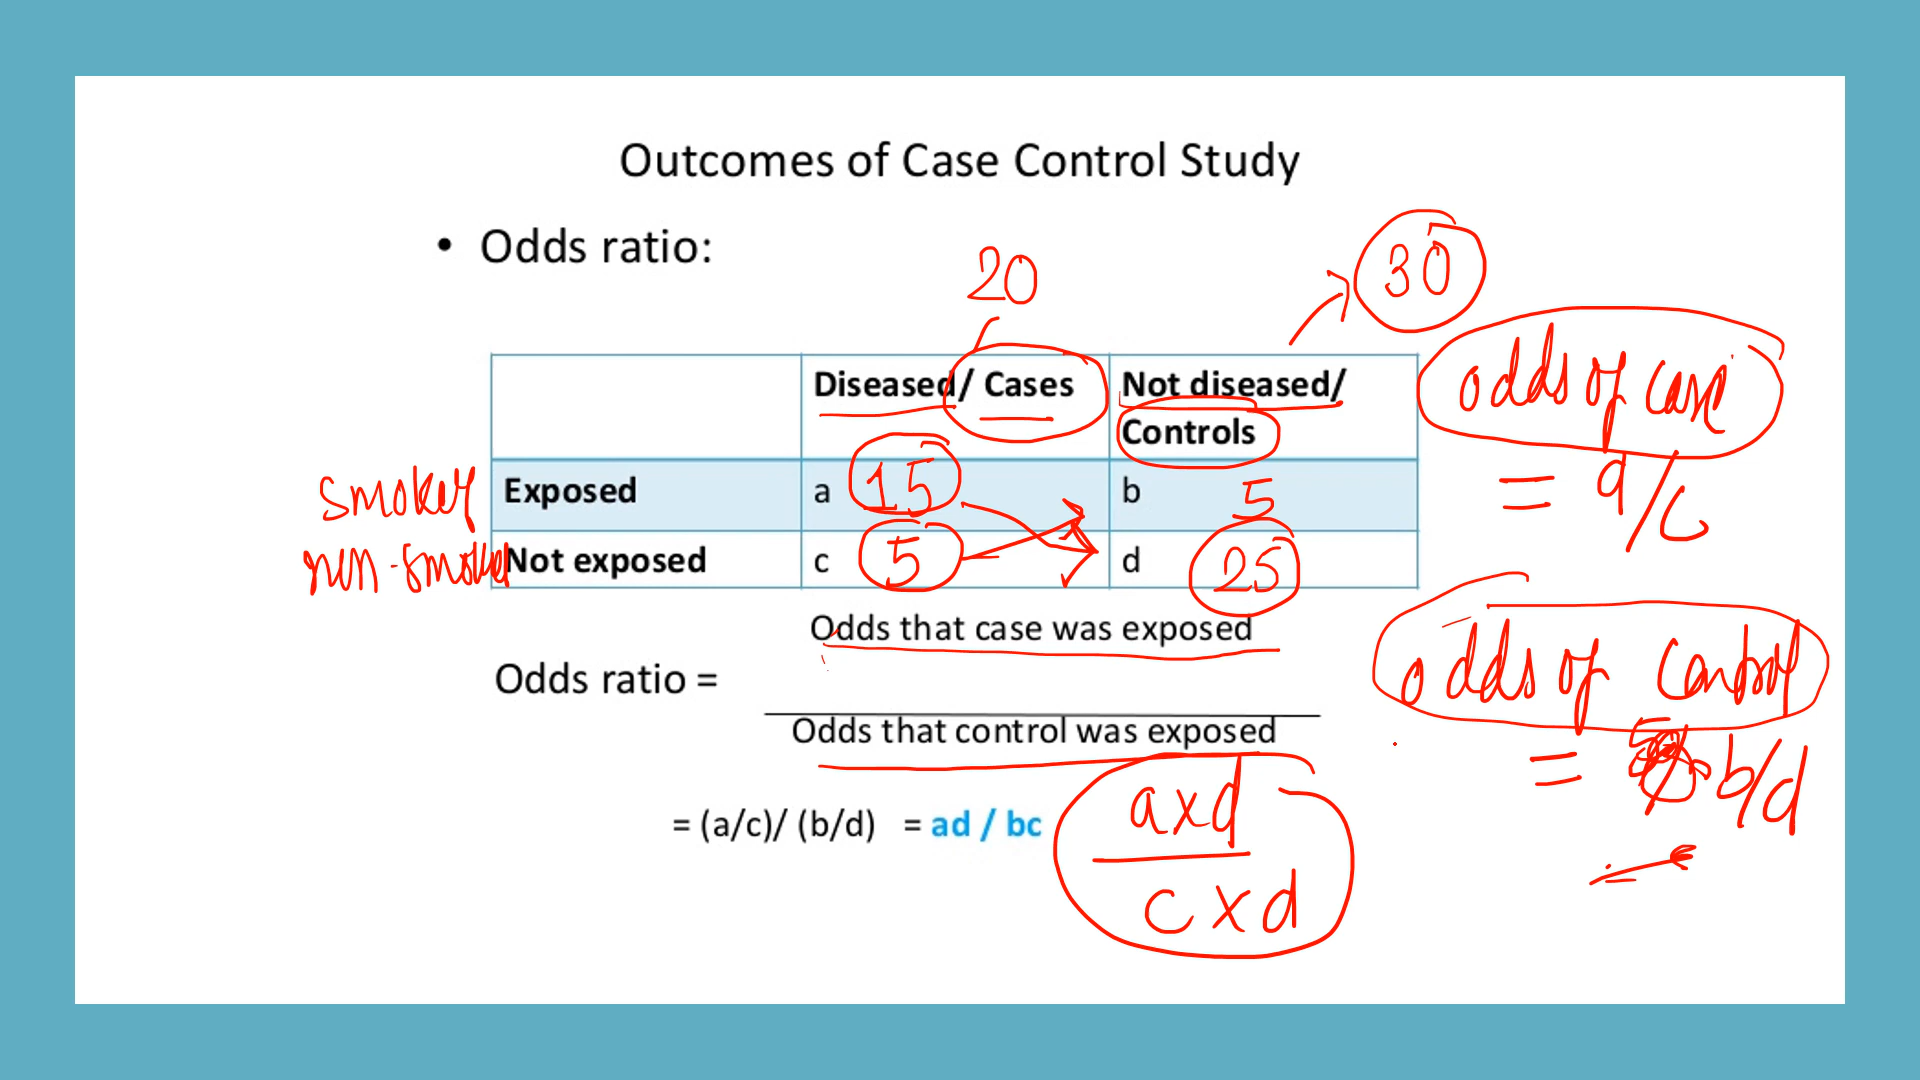 Outcomes of Case Control Study
• Odds ratio:
20
30
Diseased/ Cases
Not diseased/
Controls
odds of case
= a/c
smoker
Exposed
a 15
b 5
non-smoker
Not exposed
c 5
d 25
Odds that case was exposed
Odds ratio =
Odds that control was exposed
odds of control
= b/d
= (a/c)/ (b/d) = ad / bc
axd
cxd